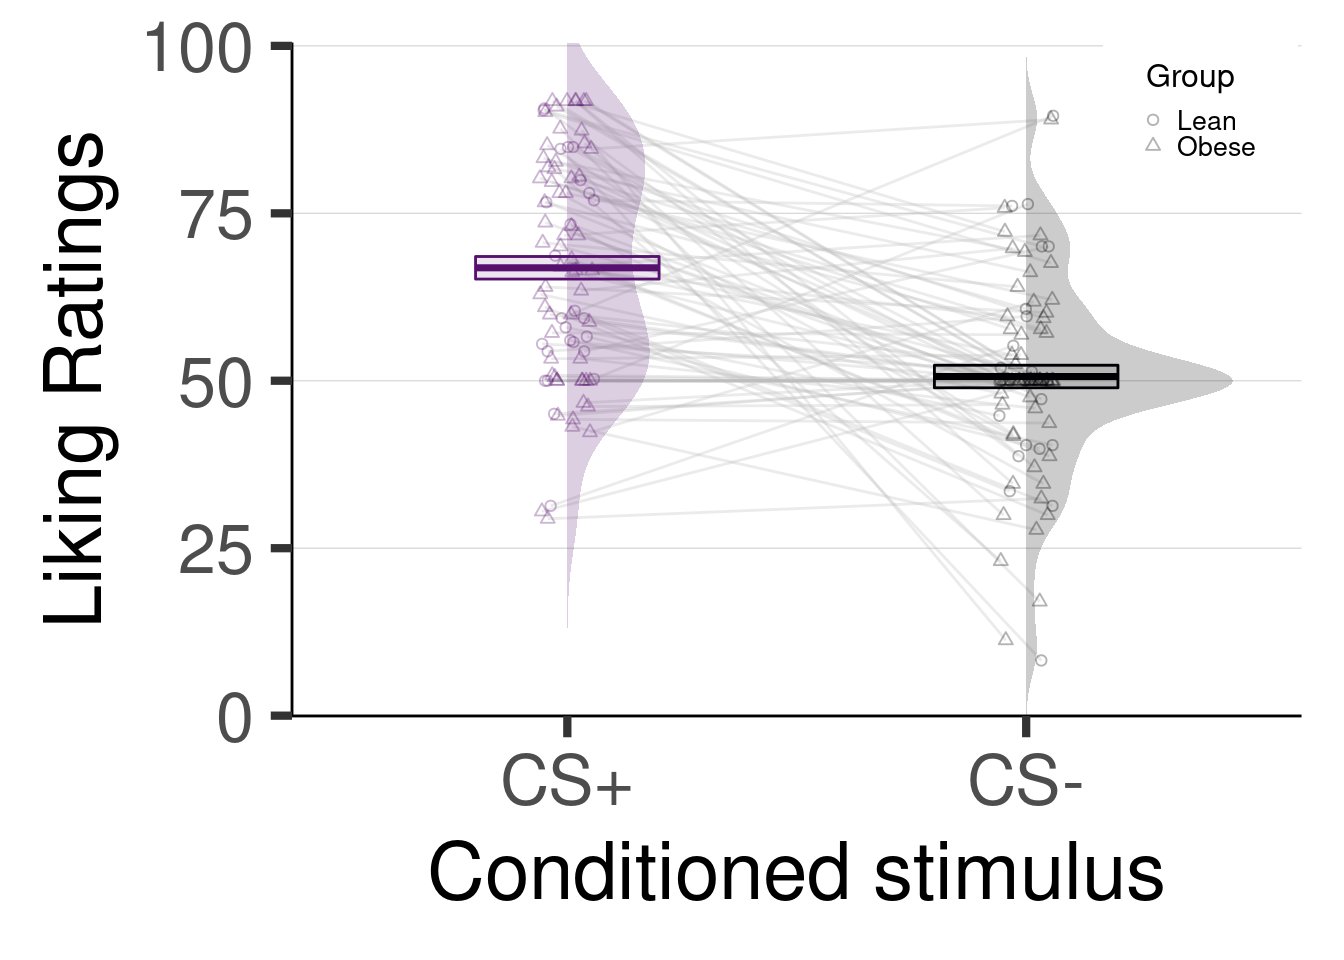 100
75
50
25
0
Liking Ratings
Group
Lean
Obese
CS+
CS-
Conditioned stimulus